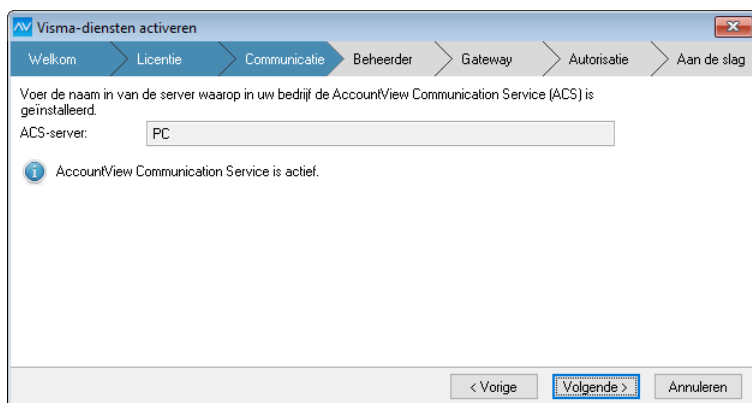 Visma-diensten activeren
Welkom Licentie Communicatie Beheerder Gateway Autorisatie Aan de slag
Voer de naam in van de server waarop in uw bedrijf de AccountView Communication Service (ACS) is
geïnstalleerd.
ACS-server: PC
AccountView Communication Service is actief.
< Vorige Volgende > Annuleren